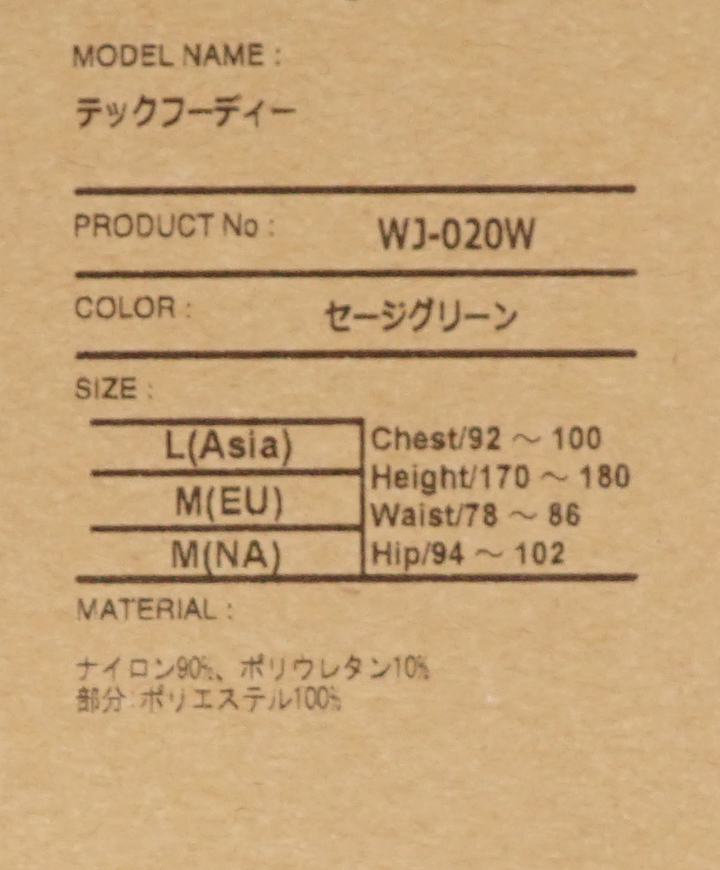 MODEL NAME :
テックフーディー
PRODUCT No : WJ-020W
COLOR : セージグリーン
SIZE :
L(Asia)
M(EU)
M(NA)
Chest/92 ～ 100
Height/170 ～ 180
Waist/78 ～ 86
Hip/94 ～ 102
MATERIAL :
ナイロン90%、ポリウレタン10%
部分:ポリエステル100%